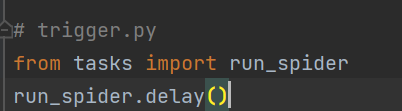 # trigger.py
from tasks import run_spider
run_spider.delay()